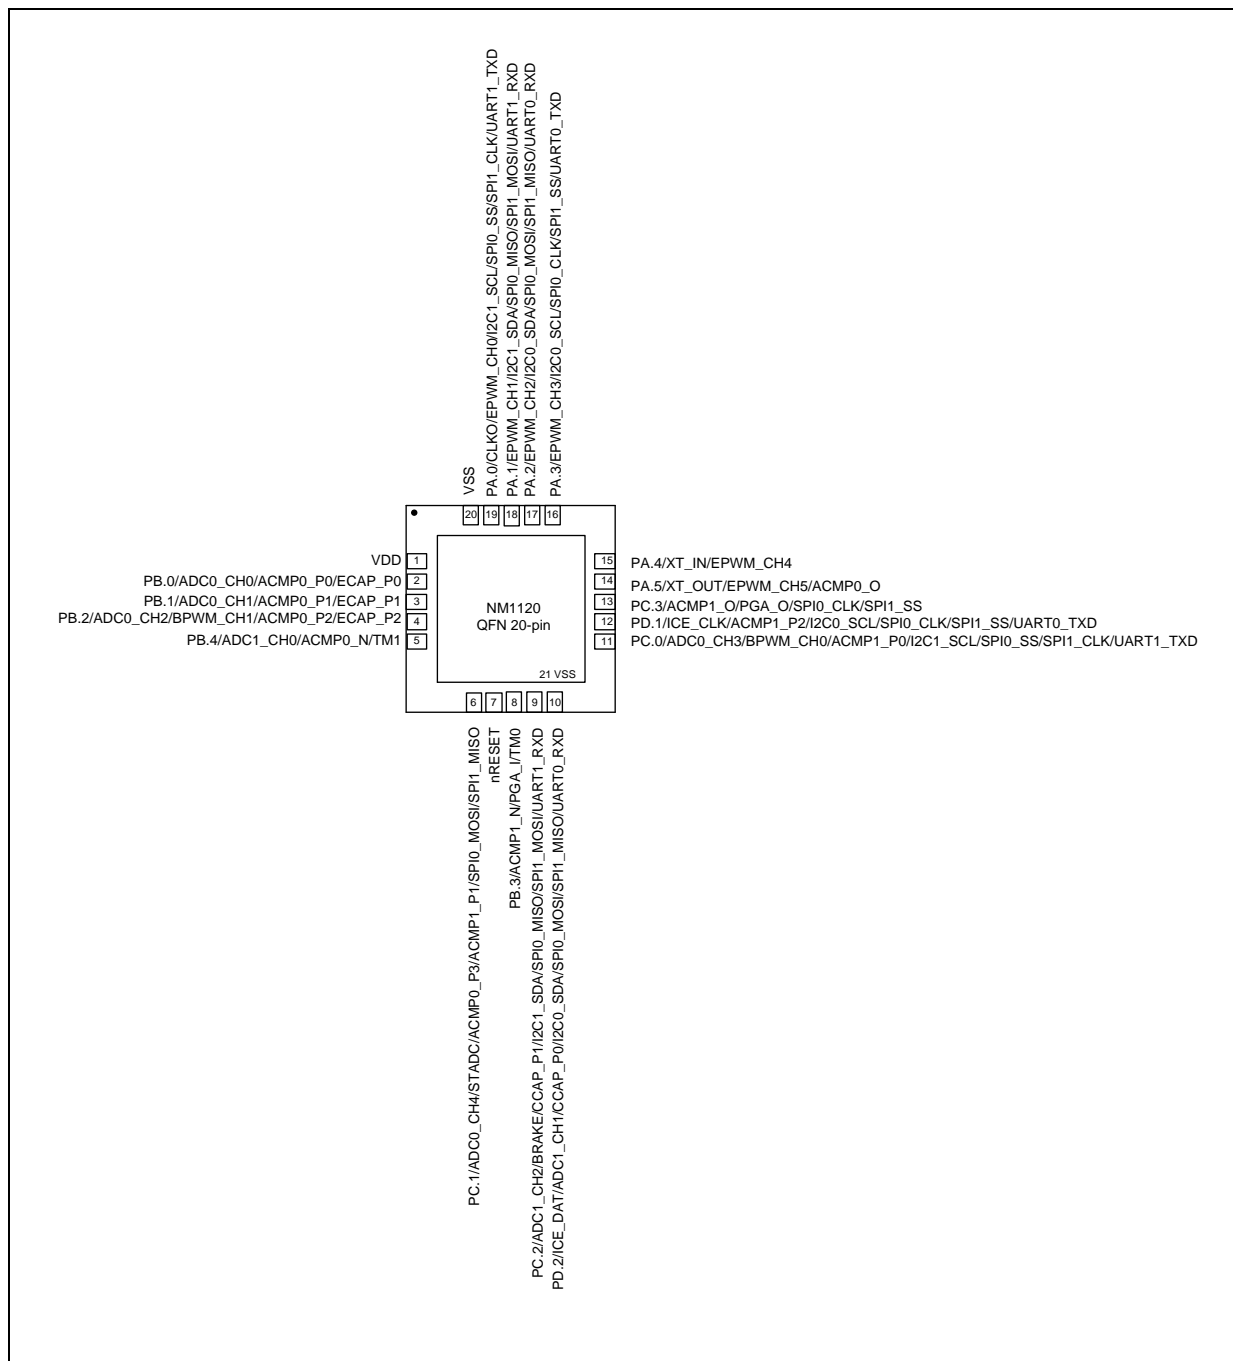 PA.0/CLKO/EPWM_CH0/I2C1_SCL/SPI0_SS/SPI1_CLK/UART1_TXD
PA.1/EPWM_CH1/I2C1_SDA/SPI0_MISO/SPI1_MOSI/UART1_RXD
PA.2/EPWM_CH2/I2C0_SDA/SPI0_MOSI/SPI1_MISO/UART0_RXD
PA.3/EPWM_CH3/I2C0_SCL/SPI0_CLK/SPI1_SS/UART0_TXD
VSS
20 19 18 17 16
VDD 1
PB.0/ADC0_CH0/ACMP0_P0/ECAP_P0 2
PB.1/ADC0_CH1/ACMP0_P1/ECAP_P1 3
PB.2/ADC0_CH2/BPWM_CH1/ACMP0_P2/ECAP_P2 4
PB.4/ADC1_CH0/ACMP0_N/TM1 5
NM1120
QFN 20-pin
21 VSS
15 PA.4/XT_IN/EPWM_CH4
14 PA.5/XT_OUT/EPWM_CH5/ACMP0_O
13 PC.3/ACMP1_O/PGA_O/SPI0_CLK/SPI1_SS
12 PD.1/ICE_CLK/ACMP1_P2/I2C0_SCL/SPI0_CLK/SPI1_SS/UART0_TXD
11 PC.0/ADC0_CH3/BPWM_CH0/ACMP1_P0/I2C1_SCL/SPI0_SS/SPI1_CLK/UART1_TXD
6 7 8 9 10
PC.1/ADC0_CH4/STADC/ACMP0_P3/ACMP1_P1/SPI0_MOSI/SPI1_MISO
nRESET
PB.3/ACMP1_N/PGA_I/TM0
PC.2/ADC1_CH2/BRAKE/CCAP_P1/I2C1_SDA/SPI0_MISO/SPI1_MOSI/UART1_RXD
PD.2/ICE_DAT/ADC1_CH1/CCAP_P0/I2C0_SDA/SPI0_MOSI/SPI1_MISO/UART0_RXD